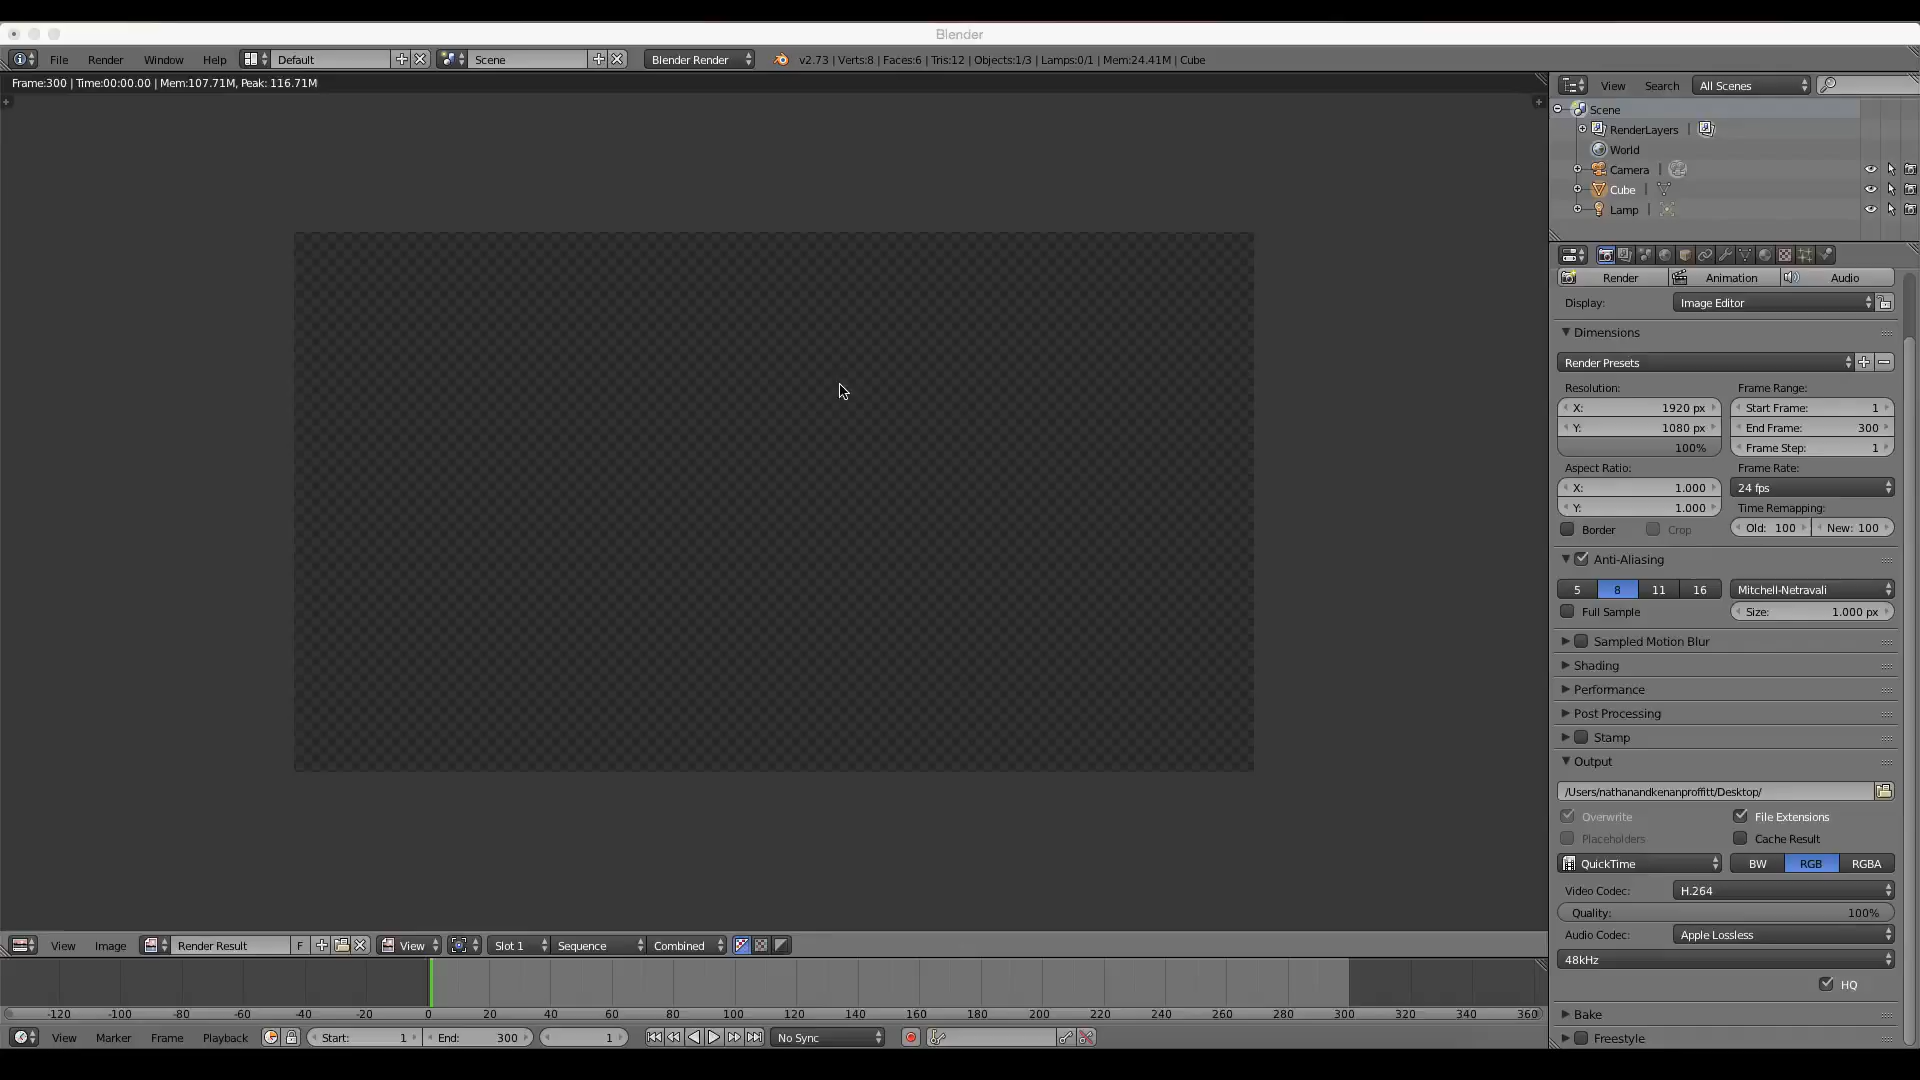 Blender
File Render Window Help Default Scene Blender Render v2.73 | Verts:8 | Faces:6 | Tris:12 | Objects:1/3 | Lamps:0/1 | Mem:24.41M | Cube
Frame:300 | Time:00:00.00 | Mem:107.71M, Peak: 116.71M
View Search All Scenes
Scene
RenderLayers
World
Camera
Cube
Lamp
Render Animation Audio
Display: Image Editor
Dimensions
Render Presets
Resolution: Frame Range:
X: 1920 px Start Frame: 1
Y: 1080 px End Frame: 300
100% Frame Step: 1
Aspect Ratio: Frame Rate:
X: 1.000 24 fps
Y: 1.000 Time Remapping:
Border Crop Old: 100 New: 100
Anti-Aliasing
5 8 11 16 Mitchell-Netravali
Full Sample Size: 1.000 px
Sampled Motion Blur
Shading
Performance
Post Processing
Stamp
Output
/Users/nathanandkenanproffitt/Desktop/
Overwrite File Extensions
Placeholders Cache Result
QuickTime BW RGB RGBA
Video Codec: H.264
Quality: 100%
Audio Codec: Apple Lossless
48kHz
HQ
Bake
Freestyle
View Image Render Result F View Slot 1 Sequence Combined
-120 -100 -80 -60 -40 -20 0 20 40 60 80 100 120 140 160 180 200 220 240 260 280 300 320 340 360
View Marker Frame Playback Start: 1 End: 300 1 No Sync